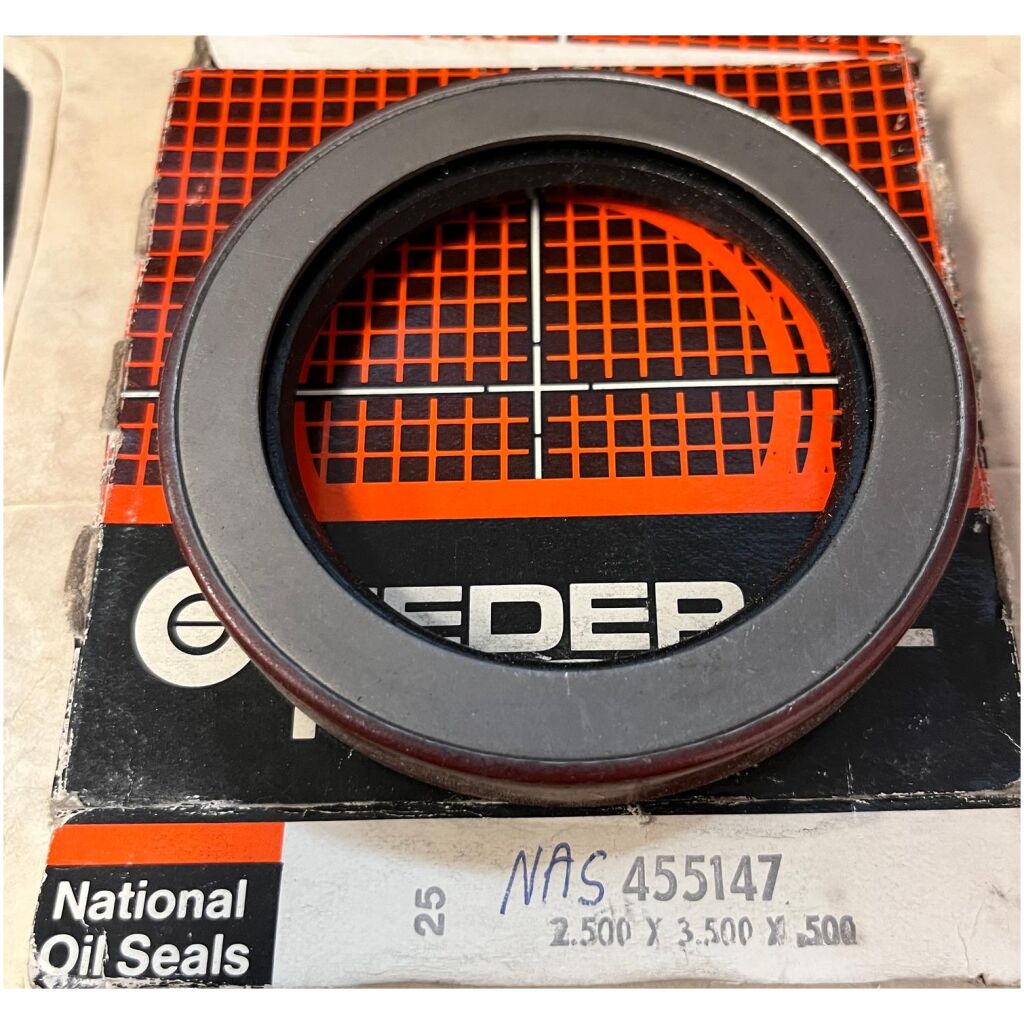 FEDER
National
Oil Seals
25
NAS 455147
2.500 X 3.500 X .500